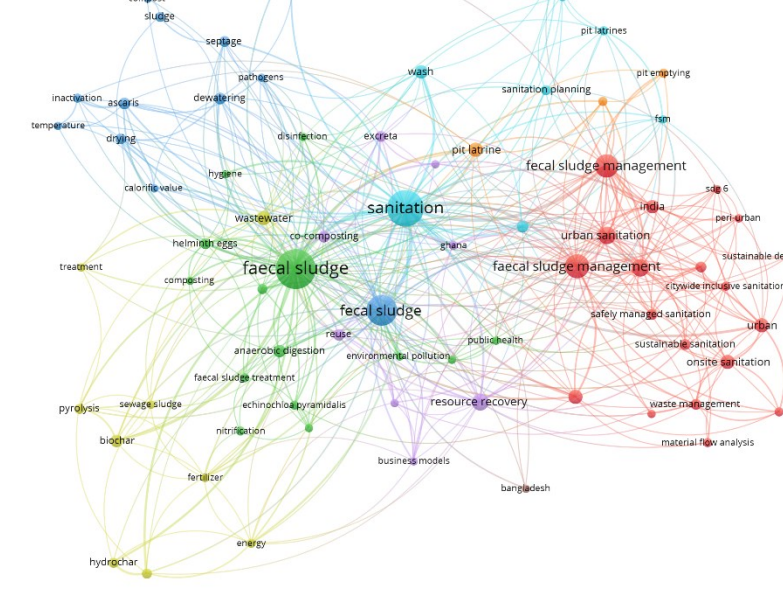 compost
sludge
septage
pit latrines
wash
pit emptying
pathogens
sanitation planning
inactivation
ascaris
dewatering
fsm
temperature
drying
disinfection
excreta
pit latrine
fecal sludge management
hygiene
calorific value
sdg 6
sanitation
india
wastewater
peri-urban
co-composting
urban sanitation
helminth eggs
ghana
sustainable de
treatment
faecal sludge
faecal sludge management
composting
citywide inclusive sanitation
fecal sludge
safely managed sanitation
urban
reuse
public health
sustainable sanitation
anaerobic digestion
environmental pollution
onsite sanitation
faecal sludge treatment
resource recovery
pyrolysis
sewage sludge
echinochloa pyramidalis
waste management
nitrification
biochar
material flow analysis
business models
fertilizer
bangladesh
energy
hydrochar